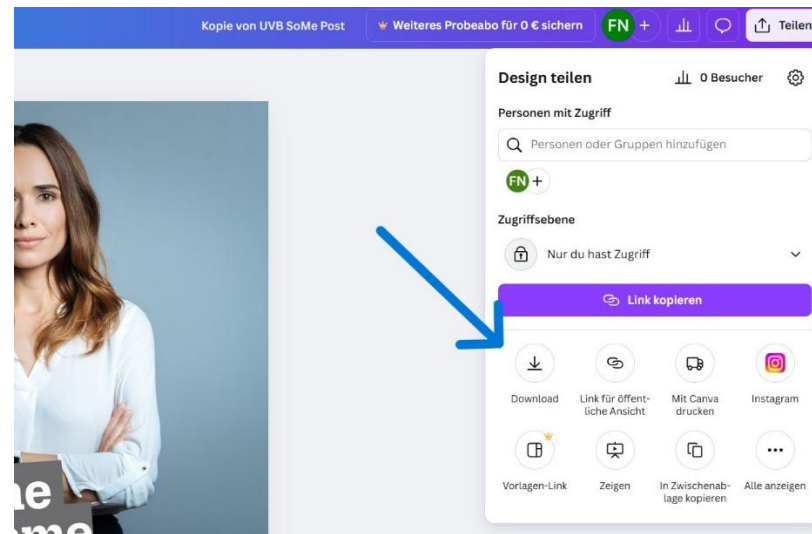 Kopie von UVB SoMe Post
Weiteres Probeabo für 0 € sichern
FN +
Teilen
Design teilen
0 Besucher
Personen mit Zugriff
Personen oder Gruppen hinzufügen
FN +
Zugriffsebene
Nur du hast Zugriff
Link kopieren
Download
Link für öffent-
liche Ansicht
Mit Canva
drucken
Instagram
Vorlagen-Link
Zeigen
In Zwischenab-
lage kopieren
Alle anzeigen